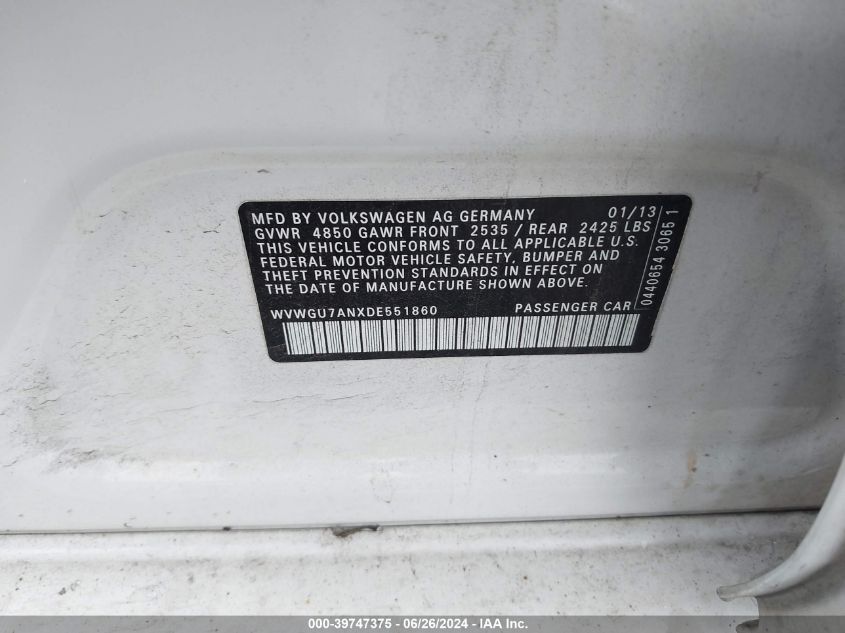 MFD BY VOLKSWAGEN AG GERMANY 01/13
GVWR 4850 GAWR FRONT 2535 / REAR 2425 LBS
THIS VEHICLE CONFORMS TO ALL APPLICABLE U.S.
FEDERAL MOTOR VEHICLE SAFETY, BUMPER AND
THEFT PREVENTION STANDARDS IN EFFECT ON
THE DATE OF MANUFACTURE SHOWN ABOVE.
WVWGU7ANXDE551860 PASSENGER CAR
0440654 3065 1
000-39747375 - 06/26/2024 - IAA Inc.